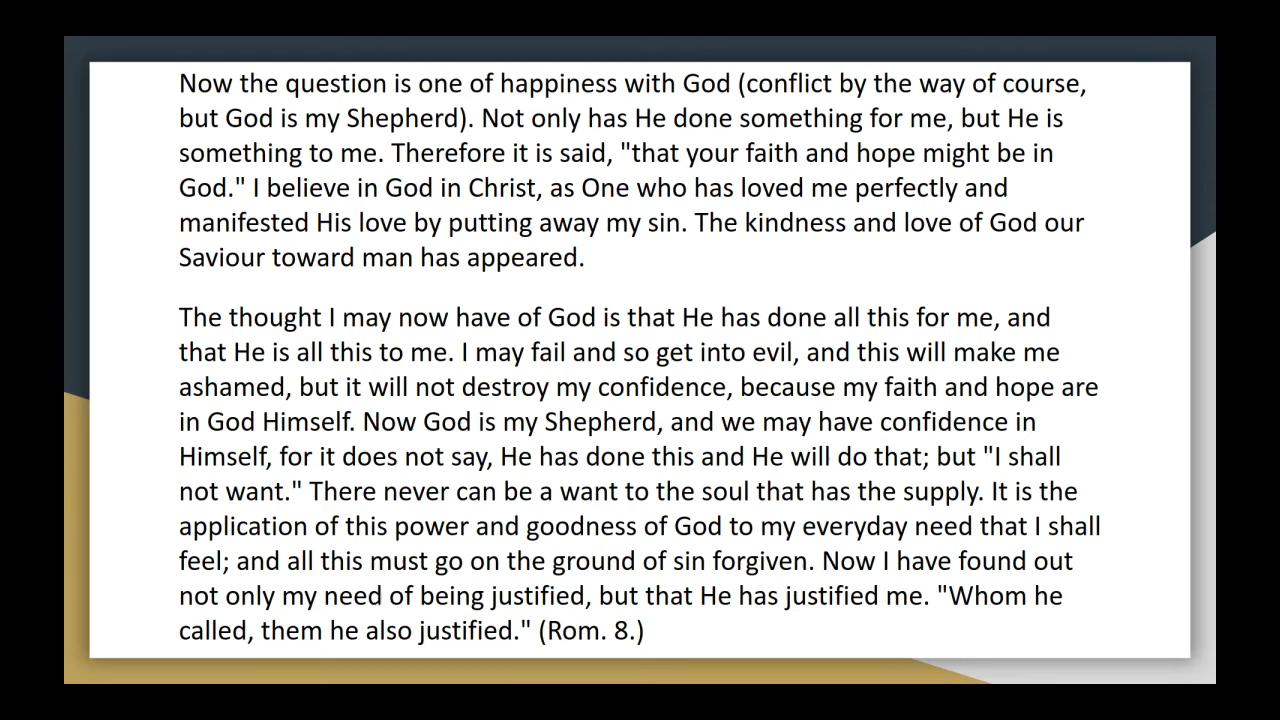 Now the question is one of happiness with God (conflict by the way of course,
but God is my Shepherd). Not only has He done something for me, but He is
something to me. Therefore it is said, "that your faith and hope might be in
God." I believe in God in Christ, as One who has loved me perfectly and
manifested His love by putting away my sin. The kindness and love of God our
Saviour toward man has appeared.
The thought I may now have of God is that He has done all this for me, and
that He is all this to me. I may fail and so get into evil, and this will make me
ashamed, but it will not destroy my confidence, because my faith and hope are
in God Himself. Now God is my Shepherd, and we may have confidence in
Himself, for it does not say, He has done this and He will do that; but "I shall
not want." There never can be a want to the soul that has the supply. It is the
application of this power and goodness of God to my everyday need that I shall
feel; and all this must go on the ground of sin forgiven. Now I have found out
not only my need of being justified, but that He has justified me. "Whom he
called, them he also justified." (Rom. 8.)